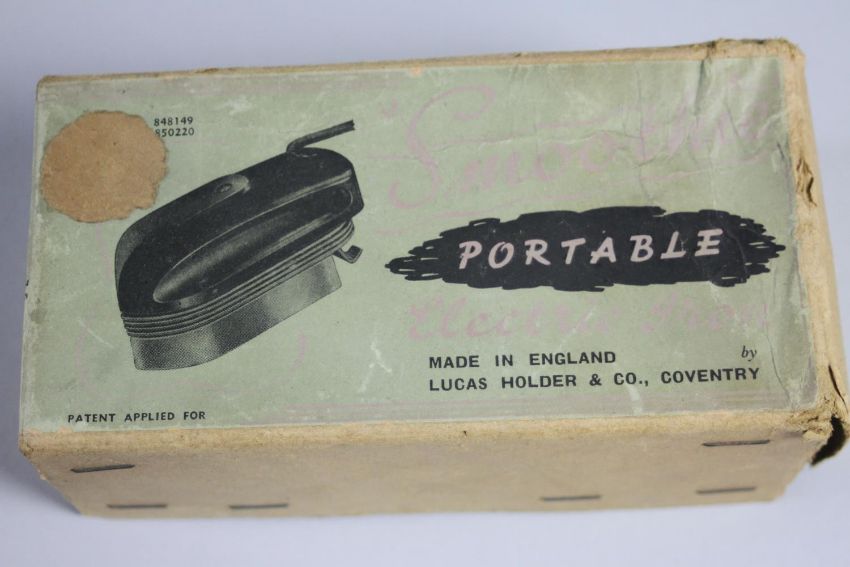 848149
850220
"Smoothie"
PORTABLE
Electric Iron
MADE IN ENGLAND by
LUCAS HOLDER & CO., COVENTRY
PATENT APPLIED FOR